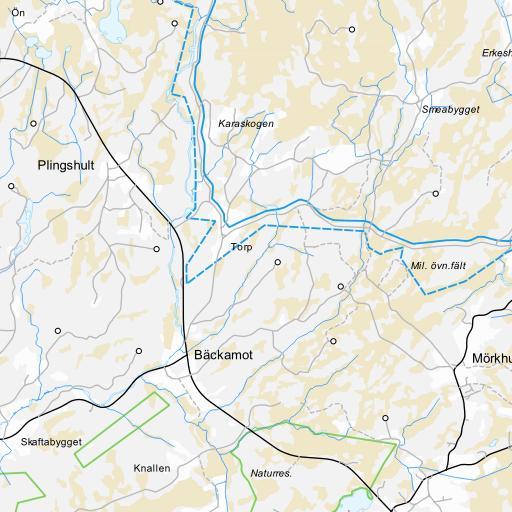 Ön
Erkesh
Smeabygget
Karaskogen
Plingshult
Torp
Mil. övn.fält
Bäckamot
Mörkhu
Skaftabygget
Knallen
Naturres.